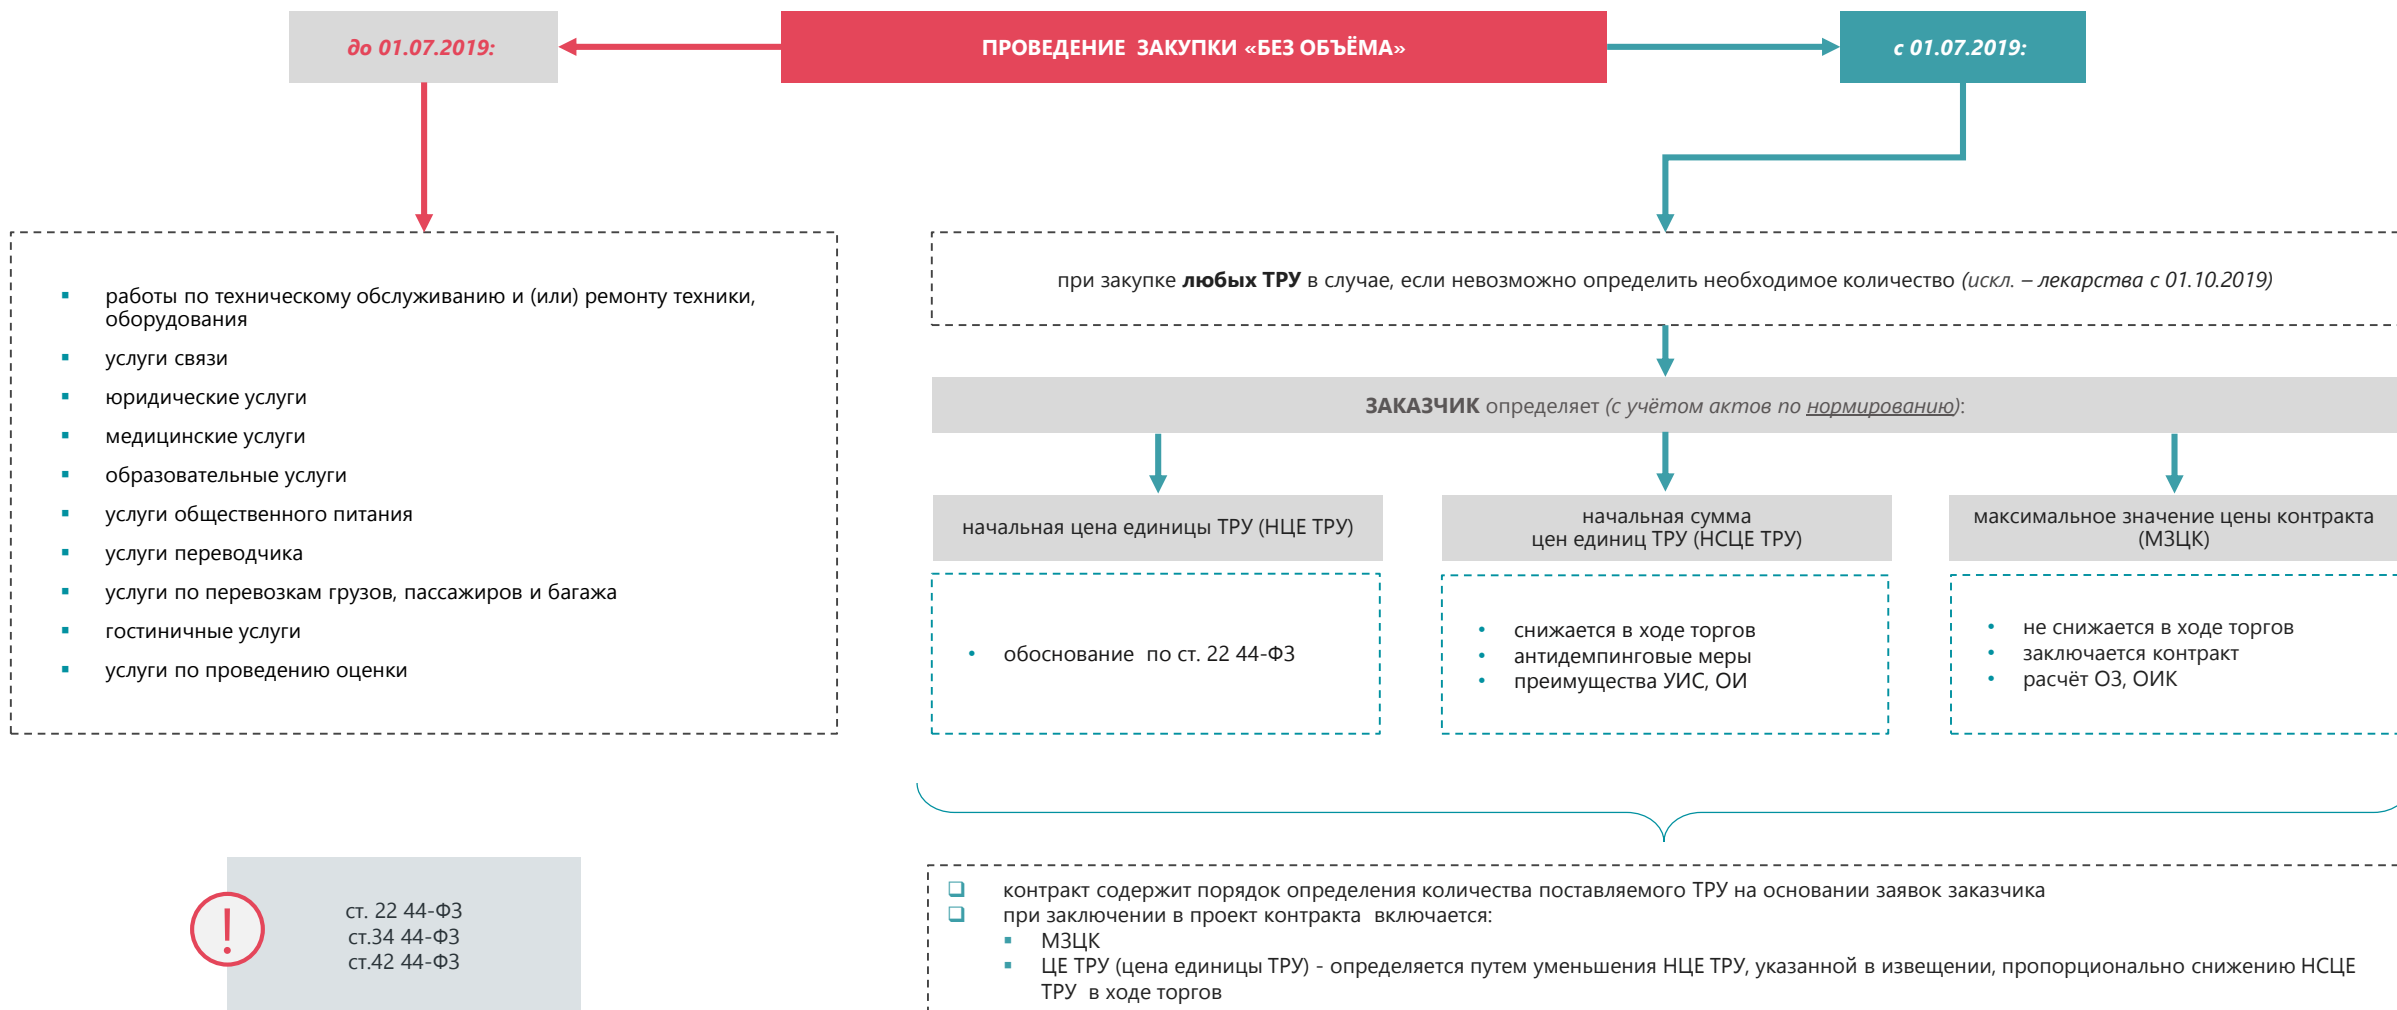 ПРОВЕДЕНИЕ ЗАКУПКИ «БЕЗ ОБЪЁМА»
до 01.07.2019:
работы по техническому обслуживанию и (или) ремонту техники,
оборудования
услуги связи
юридические услуги
медицинские услуги
образовательные услуги
услуги общественного питания
услуги переводчика
услуги по перевозкам грузов, пассажиров и багажа
гостиничные услуги
услуги по проведению оценки
с 01.07.2019:
при закупке любых ТРУ в случае, если невозможно определить необходимое количество (искл. – лекарства с 01.10.2019)
ЗАКАЗЧИК определяет (с учётом актов по нормированию):
начальная цена единицы ТРУ (НЦЕ ТРУ)
обоснование по ст. 22 44-ФЗ
начальная сумма
цен единиц ТРУ (НСЦЕ ТРУ)
снижается в ходе торгов
антидемпинговые меры
преимущества УИС, ОИ
максимальное значение цены контракта
(МЗЦК)
не снижается в ходе торгов
заключается контракт
расчёт ОЗ, ОИК
контракт содержит порядок определения количества поставляемого ТРУ на основании заявок заказчика
при заключении в проект контракта включается:
МЗЦК
ЦЕ ТРУ (цена единицы ТРУ) - определяется путем уменьшения НЦЕ ТРУ, указанной в извещении, пропорционально снижению НСЦЕ
ТРУ в ходе торгов
!
ст. 22 44-ФЗ
ст.34 44-ФЗ
ст.42 44-ФЗ